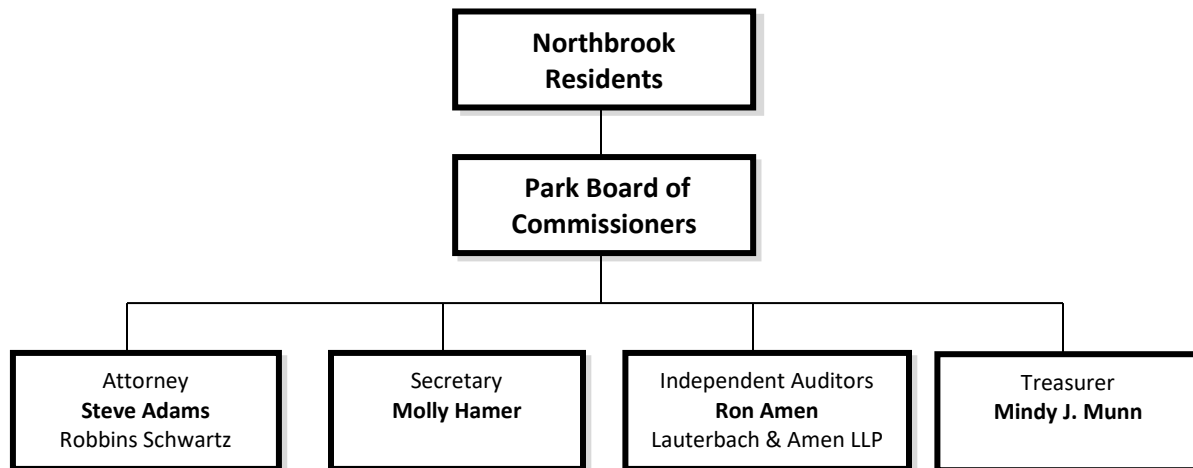 Northbrook
Residents
Park Board of
Commissioners
Attorney
Steve Adams
Robbins Schwartz
Secretary
Molly Hamer
Independent Auditors
Ron Amen
Lauterbach & Amen LLP
Treasurer
Mindy J. Munn